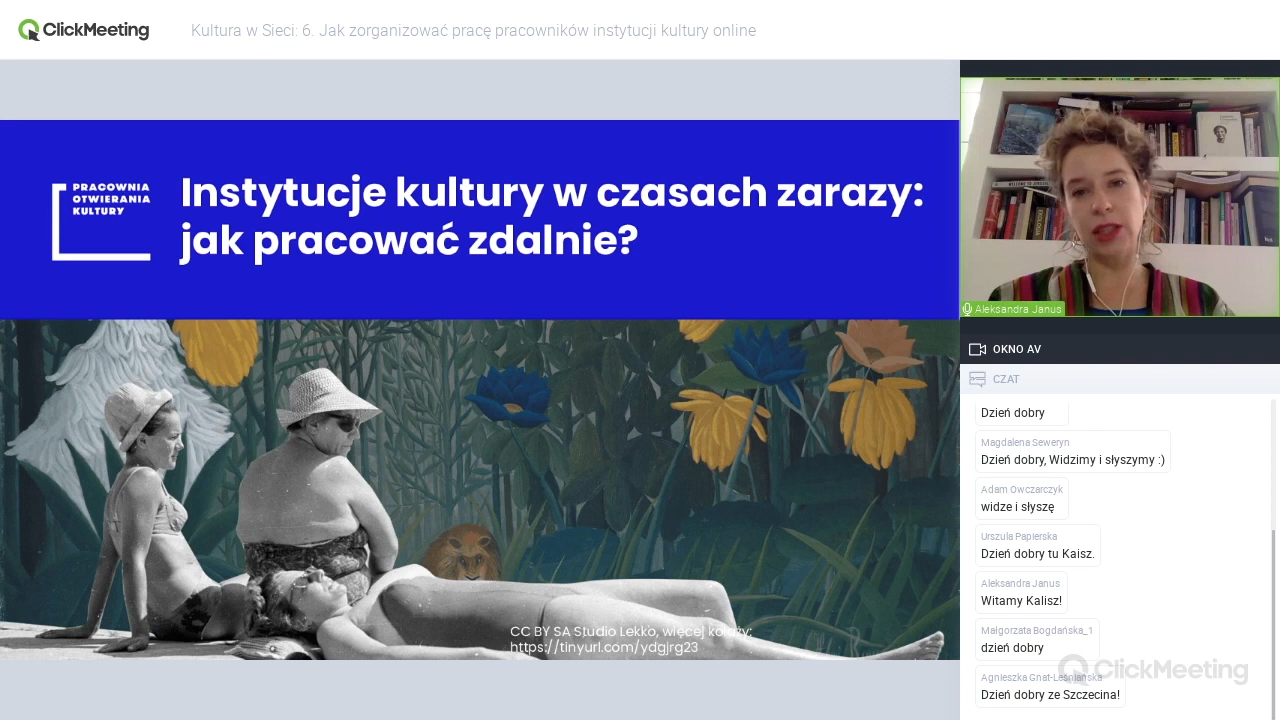 ClickMeeting
Kultura w Sieci: 6. Jak zorganizować pracę pracowników instytucji kultury online
PRACOWNIA
OTWIERANIA
KULTURY
Instytucje kultury w czasach zarazy:
jak pracować zdalnie?
CC BY SA Studio Lekko, więcej kolaży:
https://tinyurl.com/ydgjrg23
Aleksandra Janus
OKNO AV
CZAT
Dzień dobry
Magdalena Seweryn
Dzień dobry, Widzimy i słyszymy :)
Adam Owczarczyk
widze i słyszę
Urszula Papierska
Dzień dobry tu Kaisz.
Aleksandra Janus
Witamy Kalisz!
Małgorzata Bogdańska_1
dzień dobry
Agnieszka Gnat-Leśniańska
Dzień dobry ze Szczecina!
ClickMeeting